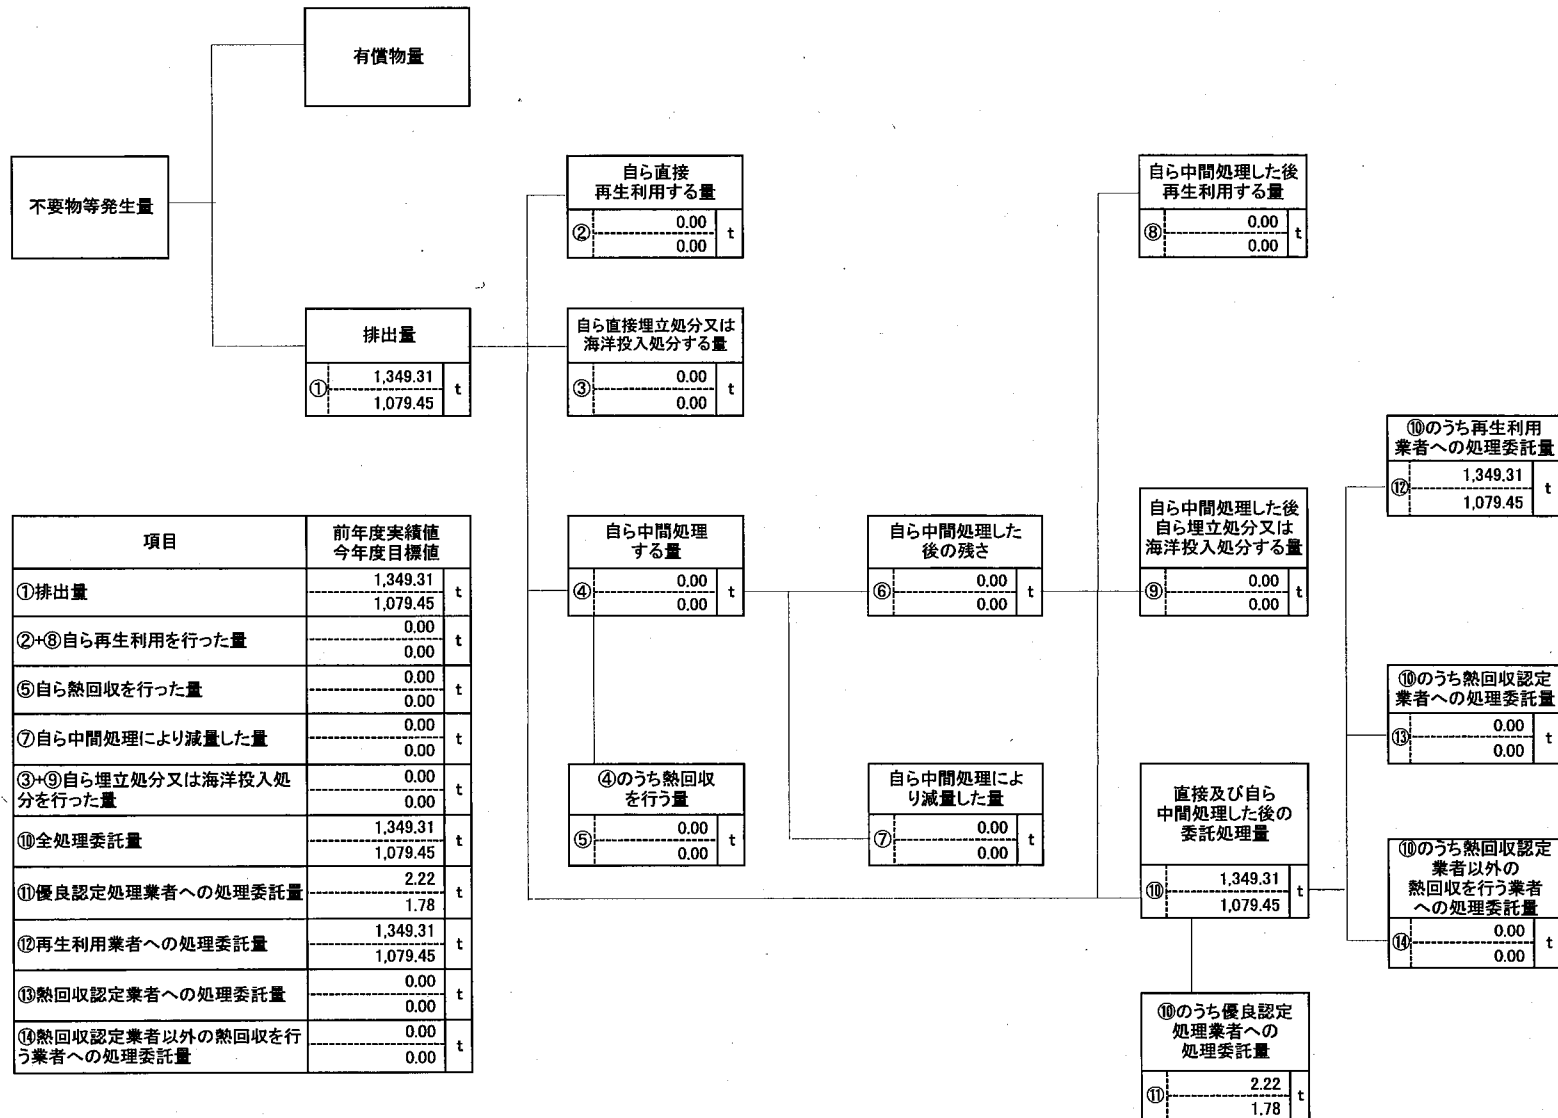 有償物量
不要物等発生量
排出量
① 1,349.31 t
1,079.45
自ら直接
再生利用する量
② 0.00 t
0.00
自ら直接埋立処分又は
海洋投入処分する量
③ 0.00 t
0.00
自ら中間処理
する量
④ 0.00 t
0.00
④のうち熱回収
を行う量
⑤ 0.00 t
0.00
自ら中間処理した
後の残さ
⑥ 0.00 t
0.00
自ら中間処理によ
り減量した量
⑦ 0.00 t
0.00
自ら中間処理した後
再生利用する量
⑧ 0.00 t
0.00
自ら中間処理した後
自ら埋立処分又は
海洋投入処分する量
⑨ 0.00 t
0.00
直接及び自ら
中間処理した後の
委託処理量
⑩ 1,349.31 t
1,079.45
⑩のうち優良認定
処理業者への
処理委託量
⑪ 2.22 t
1.78
⑩のうち再生利用
業者への処理委託量
⑫ 1,349.31 t
1,079.45
⑩のうち熱回収認定
業者への処理委託量
⑬ 0.00 t
0.00
⑩のうち熱回収認定
業者以外の
熱回収を行う業者
への処理委託量
⑭ 0.00 t
0.00
項目 前年度実績値
今年度目標値
①排出量 1,349.31 t
1,079.45
②+⑧自ら再生利用を行った量 0.00 t
0.00
⑤自ら熱回収を行った量 0.00 t
0.00
⑦自ら中間処理により減量した量 0.00 t
0.00
③+⑨自ら埋立処分又は海洋投入処 0.00 t
分を行った量 0.00
⑩全処理委託量 1,349.31 t
1,079.45
⑪優良認定処理業者への処理委託量 2.22 t
1.78
⑫再生利用業者への処理委託量 1,349.31 t
1,079.45
⑬熱回収認定業者への処理委託量 0.00 t
0.00
⑭熱回収認定業者以外の熱回収を行 0.00 t
う業者への処理委託量 0.00